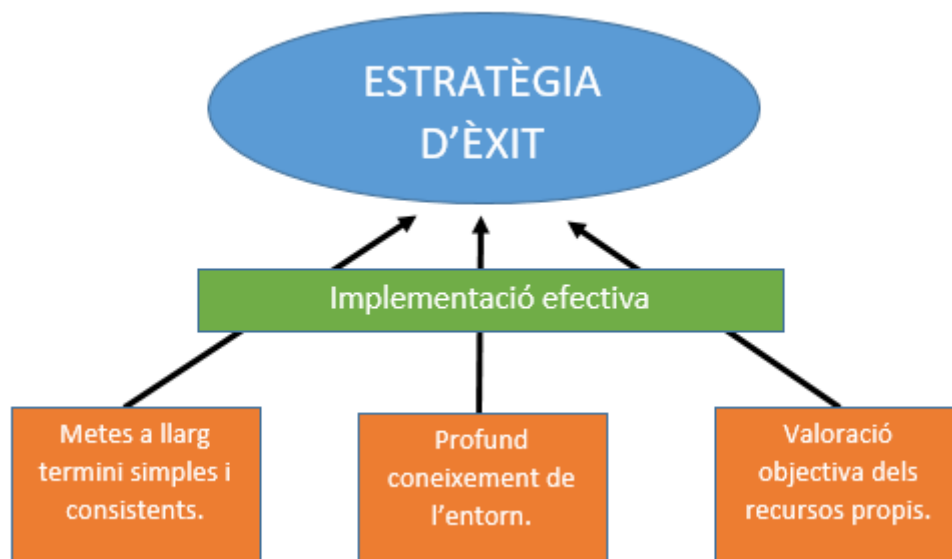 ESTRATÈGIA
D'ÈXIT
Implementació efectiva
Metes a llarg
termini simples i
consistents.
Profund
coneixement de
l'entorn.
Valoració
objectiva dels
recursos propis.